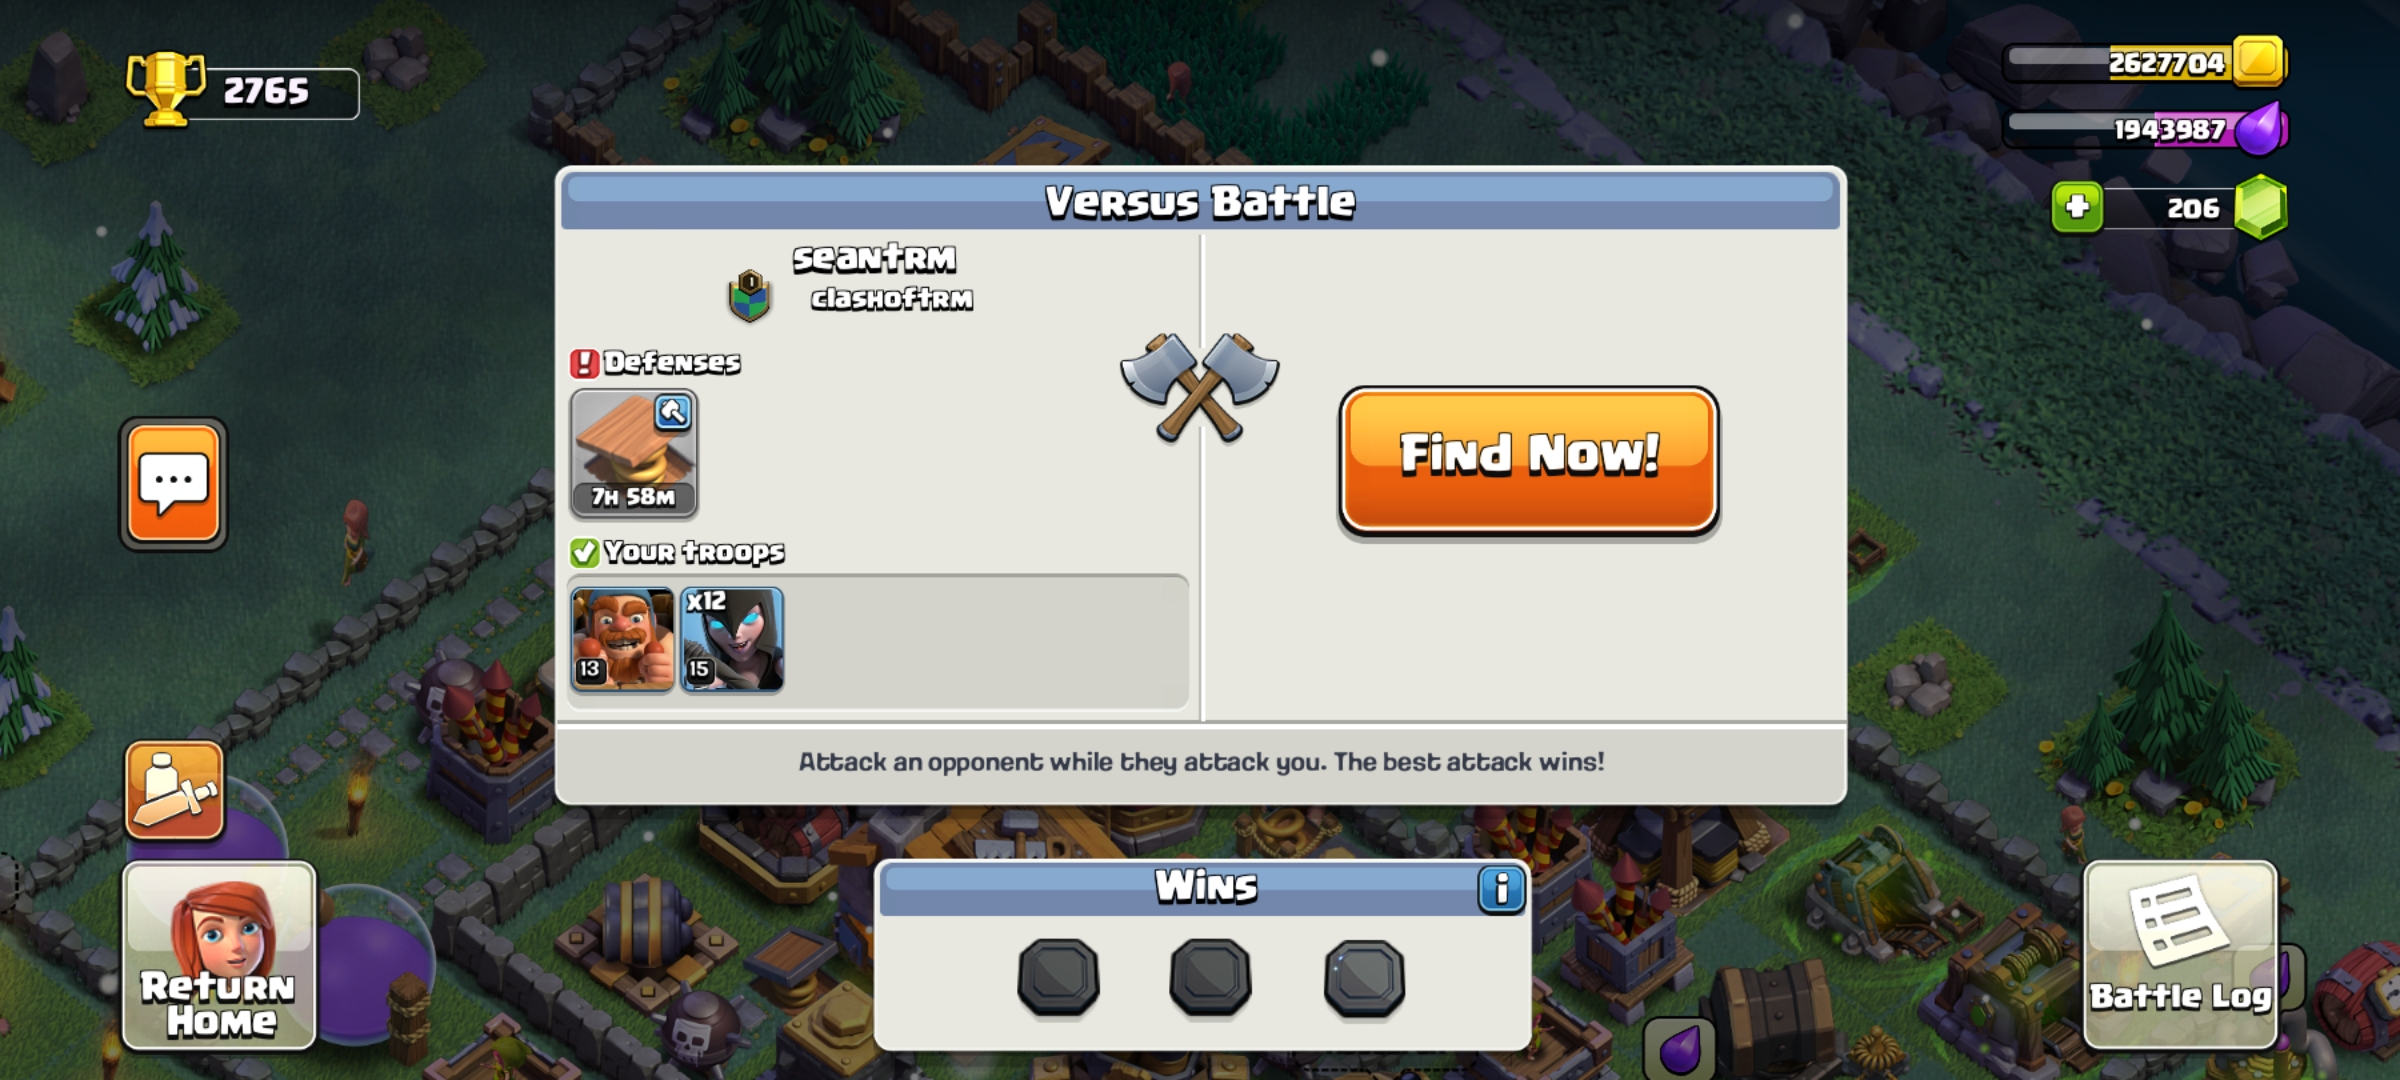 2765
2627704
1943987
206
Versus Battle
seantrm
clashoftrm
Defenses
7H 58M
Your troops
x12
13
15
Find Now!
Attack an opponent while they attack you. The best attack wins!
Wins
Return
Home
Battle Log